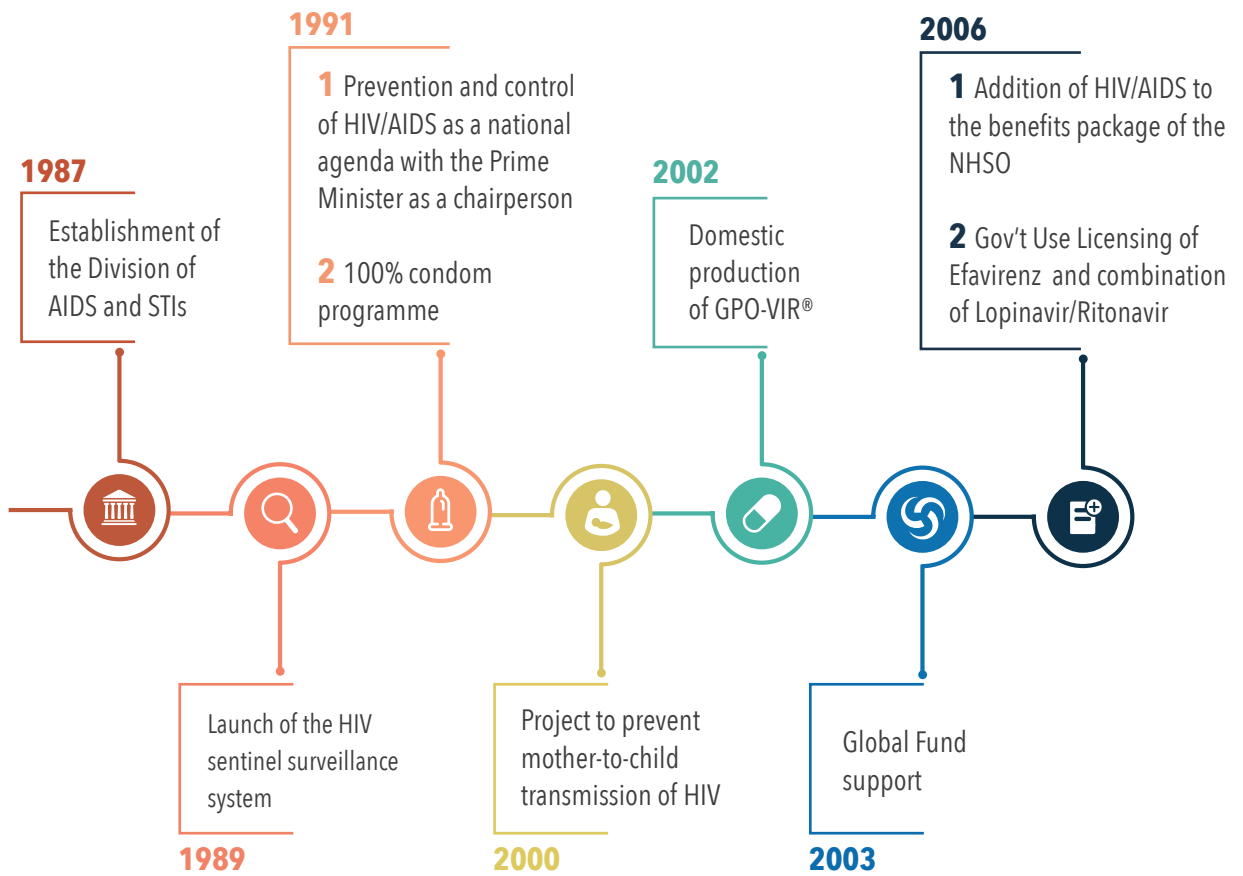 1987
Establishment of
the Division of
AIDS and STIs
1989
Launch of the HIV
sentinel surveillance
system
1991
1 Prevention and control
of HIV/AIDS as a national
agenda with the Prime
Minister as a chairperson
2 100% condom
programme
2000
Project to prevent
mother-to-child
transmission of HIV
2002
Domestic
production
of GPO-VIR®
2003
Global Fund
support
2006
1 Addition of HIV/AIDS to
the benefits package of the
NHSO
2 Gov’t Use Licensing of
Efavirenz and combination
of Lopinavir/Ritonavir